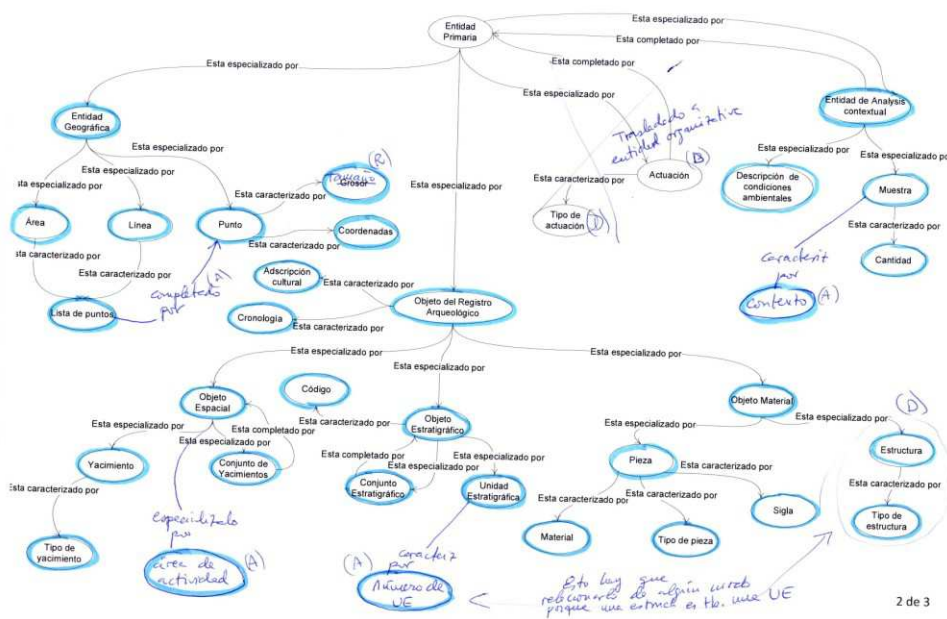 Entidad
Primaria
Esta especializado por
Esta completado por
Esta especializado por
Esta completado por
Esta especializado por
Entidad
Geográfica
Entidad de Analysis
contextual
Trasladado a
entidad organizative
(B)
Actuación
Esta especializado por
Esta especializado por
Esta especializado por
ta especializado por
Esta especializado por
(R)
Tamaño
Grosor
Esta especializado por
Esta caracterizado por
Descripción de
condiciones
ambientales
Muestra
Esta caracterizado por
Área
Línea
Punto
Coordenadas
Tipo de
actuación
(D)
Esta caracterizado por
sta caracterizado por
Esta caracterizado por
Esta caracterizado por
Cantidad
Adscripción
cultural
Esta caracterizado por
caracterit
por
contexto (A)
(A)
completado
por
Lista de puntos
Cronología
Esta caracterizado por
Objeto del Registro
Arqueológico
Esta especializado por
Esta especializado por
Esta especializado por
Objeto
Espacial
Código
Objeto Material
(D)
Esta especializado por
Esta completado por
Esta especializado por
Esta caracterizado por
Objeto
Estratigráfico
Esta especializado por
Esta especializado por
Estructura
Yacimiento
Conjunto de
Yacimientos
Esta completado por
Esta especializado por
Esta especializado por
Pieza
Esta caracterizado por
Esta caracterizado por
Conjunto
Estratigráfico
Unidad
Estratigráfica
Esta caracterizado por
Esta caracterizado por
Esta caracterizado por
Sigla
Tipo de
estructura
Tipo de
yacimiento
Material
Tipo de pieza
especializado
por
área de
actividad
(A)
(A)
caracteriz
por
Número de
UE
Esto hay que
relacionarlo de algún modo
porque una estruct es tb. una UE
2 de 3